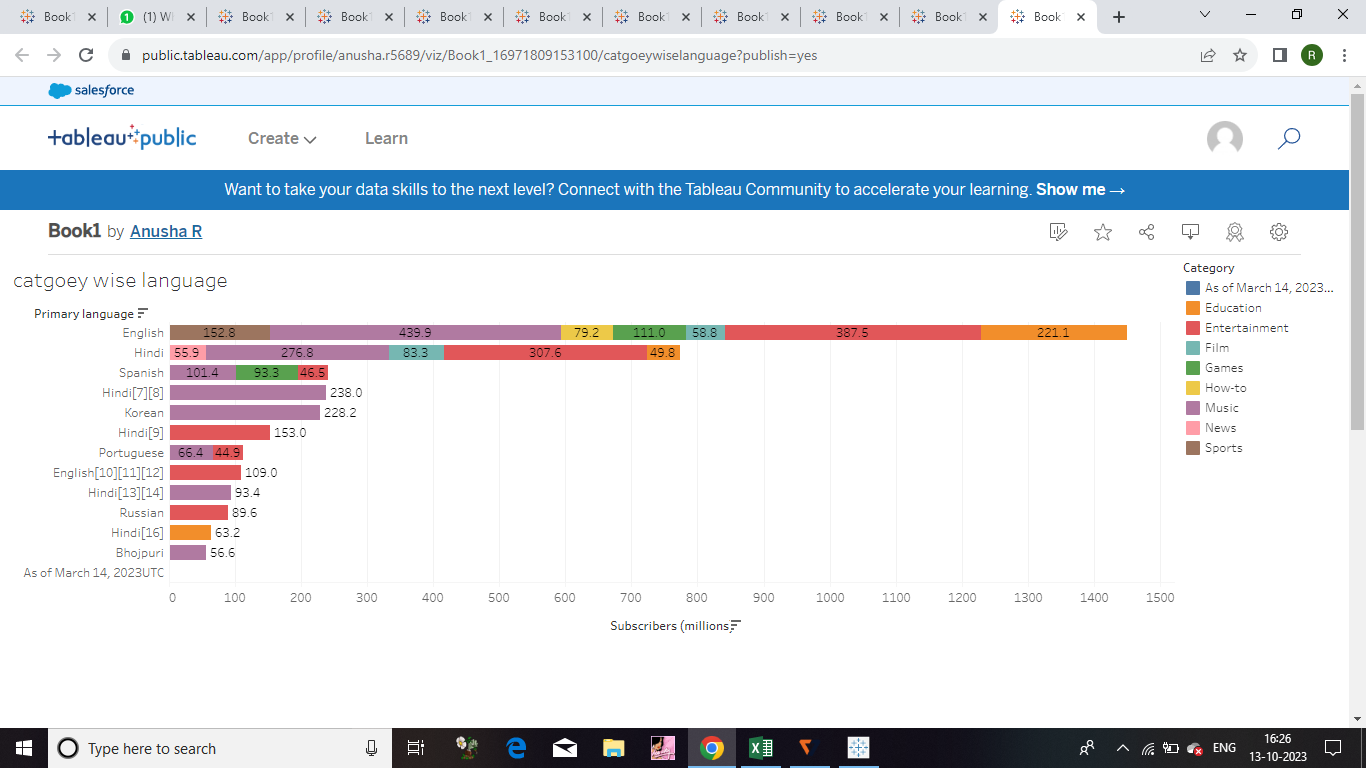 Book1 (1) Wh Book1 Book1 Book1 Book1 Book1 Book1 Book1 Book1 Book
public.tableau.com/app/profile/anusha.r5689/viz/Book1_16971809153100/catgoeywiselanguage?publish=yes R
salesforce
tableau public Create Learn
Want to take your data skills to the next level? Connect with the Tableau Community to accelerate your learning. Show me →
Book1 by Anusha R
catgoey wise language
Primary language
English 152.8 439.9 79.2 111.0 58.8 387.5 221.1
Hindi 55.9 276.8 83.3 307.6 49.8
Spanish 101.4 93.3 46.5
Hindi[7][8] 238.0
Korean 228.2
Hindi[9] 153.0
Portuguese 66.4 44.9
English[10][11][12] 109.0
Hindi[13][14] 93.4
Russian 89.6
Hindi[16] 63.2
Bhojpuri 56.6
As of March 14, 2023UTC
0 100 200 300 400 500 600 700 800 900 1000 1100 1200 1300 1400 1500
Subscribers (millions)
Category
As of March 14, 2023...
Education
Entertainment
Film
Games
How-to
Music
News
Sports
Type here to search
ENG
16:26
13-10-2023